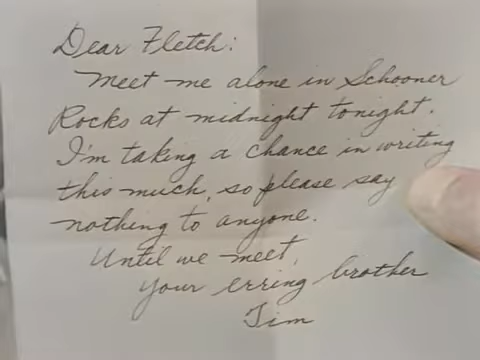 Dear Fletch:
Meet me alone in Schooner
Rocks at midnight tonight.
I'm taking a chance in writing
this much, so please say
nothing to anyone.
Until we meet,
your erring brother
Jim